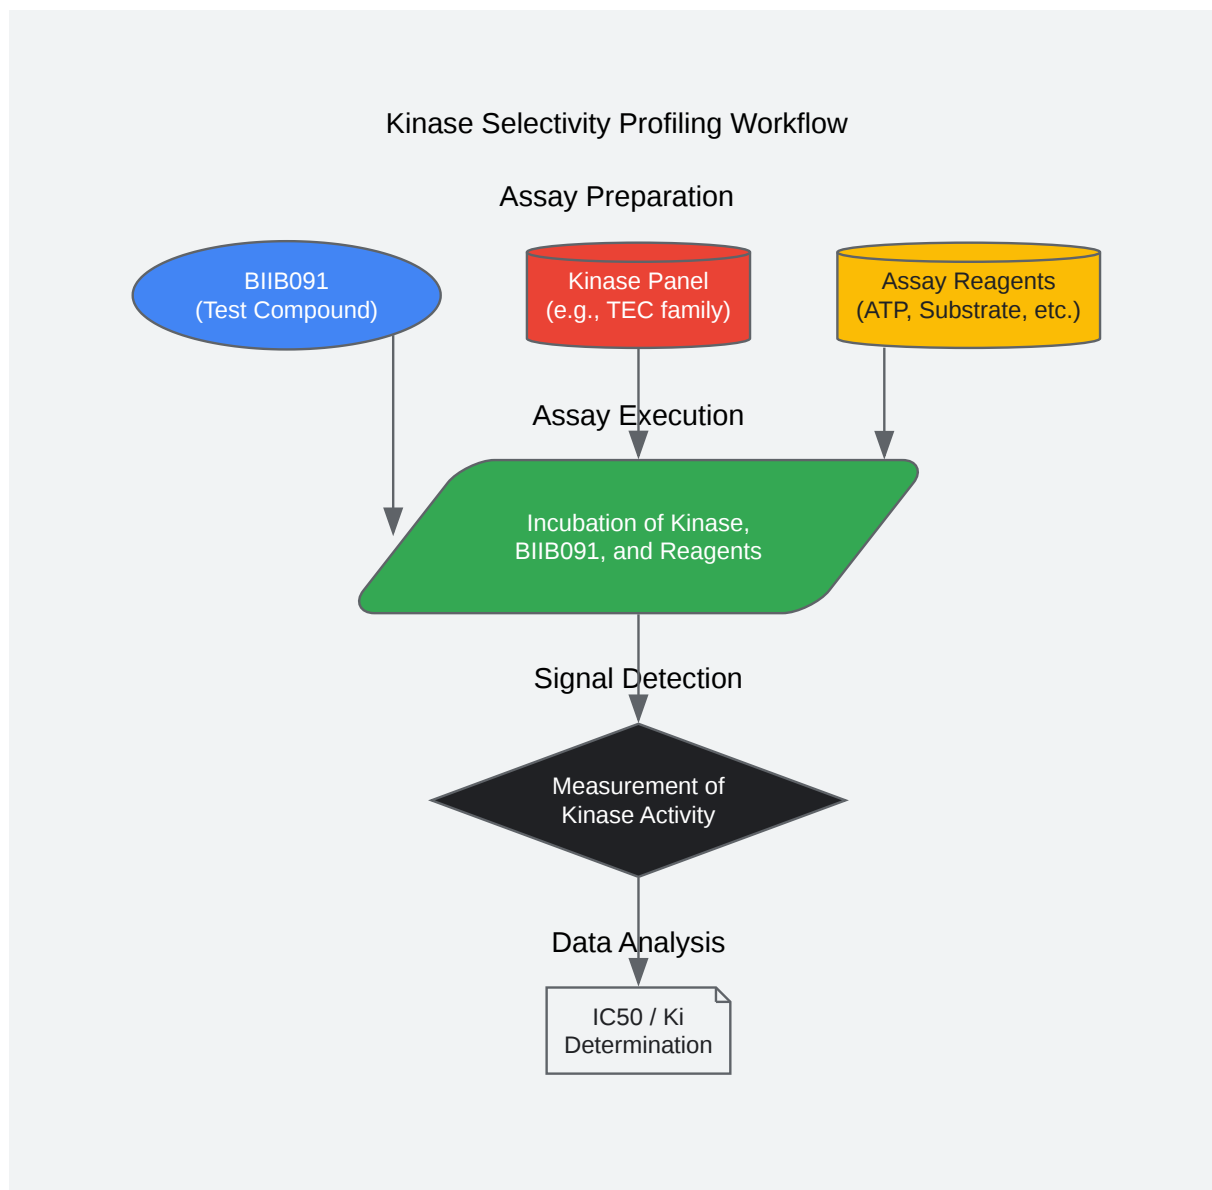 Kinase Selectivity Profiling Workflow
Assay Preparation
BIIB091
(Test Compound)
Kinase Panel
(e.g., TEC family)
Assay Reagents
(ATP, Substrate, etc.)
Assay Execution
Incubation of Kinase,
BIIB091, and Reagents
Signal Detection
Measurement of
Kinase Activity
Data Analysis
IC50 / Ki
Determination